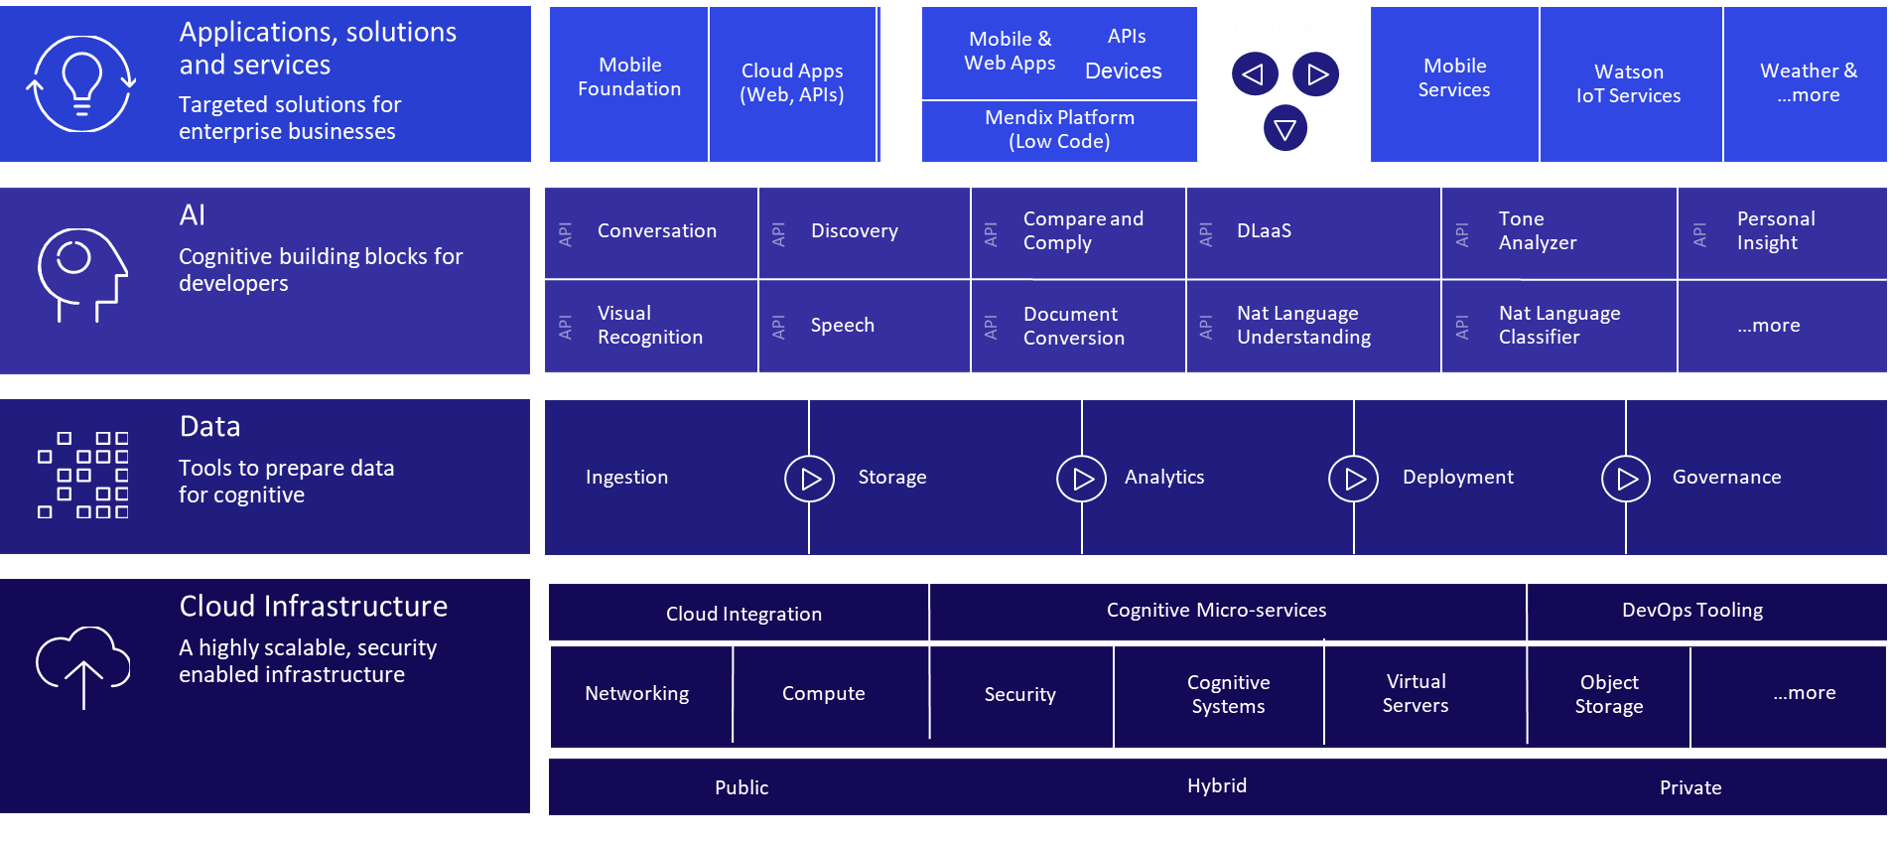 Applications, solutions
and services
Targeted solutions for
enterprise businesses
Mobile
Foundation
Cloud Apps
(Web, APIs)
Mobile &
Web Apps
APIs
Devices
Mendix Platform
(Low Code)
Mobile
Services
Watson
IoT Services
Weather &
...more
AI
Cognitive building blocks for
developers
API
Conversation
API
Discovery
API
Compare and
Comply
API
DLaaS
API
Tone
Analyzer
API
Personal
Insight
API
Visual
Recognition
API
Speech
API
Document
Conversion
API
Nat Language
Understanding
API
Nat Language
Classifier
...more
Data
Tools to prepare data
for cognitive
Ingestion
Storage
Analytics
Deployment
Governance
Cloud Infrastructure
A highly scalable, security
enabled infrastructure
Cloud Integration
Cognitive Micro-services
DevOps Tooling
Networking
Compute
Security
Cognitive
Systems
Virtual
Servers
Object
Storage
...more
Public
Hybrid
Private